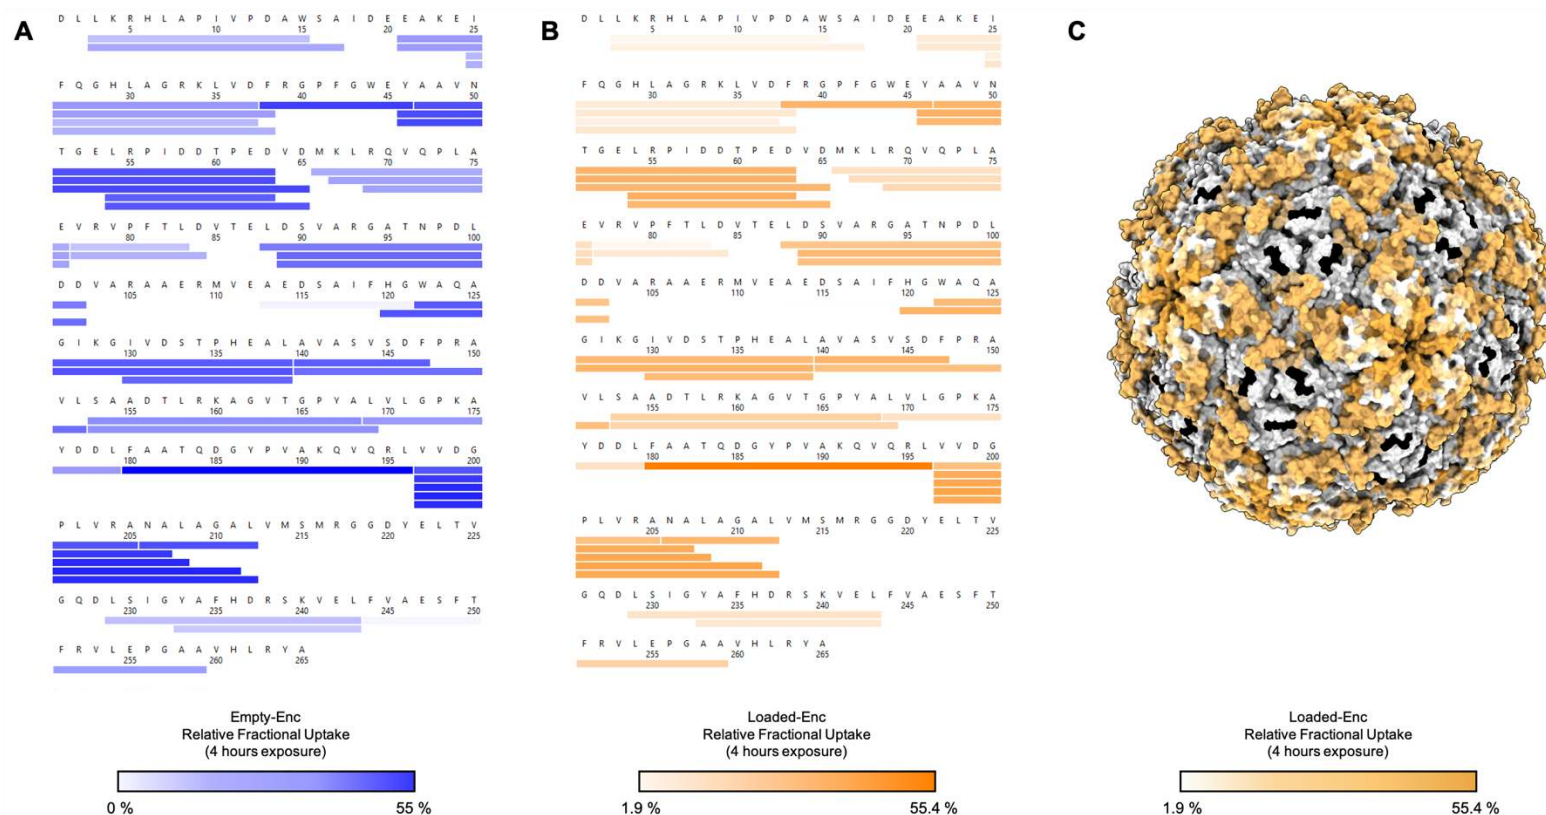 A
D L L K R H L A P I V P D A W S A I D E E A K E I
5 10 15 20 25
F Q G H L A G R K L V D F R G P F G W E Y A A V N
30 35 40 45 50
T G E L R P I D D T P E D V D M K L R Q V Q P L A
55 60 65 70 75
E V R V P F T L D V T E L D S V A R G A T N P D L
80 85 90 95 100
D D V A R A A E R M V E A E D S A I F H G W A Q A
105 110 115 120 125
G I K G I V D S T P H E A L A V A S V S D F P R A
130 135 140 145 150
V L S A A D T L R K A G V T G P Y A L V L G P K A
155 160 165 170 175
Y D D L F A A T Q D G Y P V A K Q V Q R L V V D G
180 185 190 195 200
P L V R A N A L A G A L V M S M R G G D Y E L T V
205 210 215 220 225
G Q D L S I G Y A F H D R S K V E L F V A E S F T
230 235 240 245 250
F R V L E P G A A V H L R Y A
255 260 265
Empty-Enc
Relative Fractional Uptake
(4 hours exposure)
0 % 55 %
B
D L L K R H L A P I V P D A W S A I D E E A K E I
5 10 15 20 25
F Q G H L A G R K L V D F R G P F G W E Y A A V N
30 35 40 45 50
T G E L R P I D D T P E D V D M K L R Q V Q P L A
55 60 65 70 75
E V R V P F T L D V T E L D S V A R G A T N P D L
80 85 90 95 100
D D V A R A A E R M V E A E D S A I F H G W A Q A
105 110 115 120 125
G I K G I V D S T P H E A L A V A S V S D F P R A
130 135 140 145 150
V L S A A D T L R K A G V T G P Y A L V L G P K A
155 160 165 170 175
Y D D L F A A T Q D G Y P V A K Q V Q R L V V D G
180 185 190 195 200
P L V R A N A L A G A L V M S M R G G D Y E L T V
205 210 215 220 225
G Q D L S I G Y A F H D R S K V E L F V A E S F T
230 235 240 245 250
F R V L E P G A A V H L R Y A
255 260 265
Loaded-Enc
Relative Fractional Uptake
(4 hours exposure)
1.9 % 55.4 %
C
Loaded-Enc
Relative Fractional Uptake
(4 hours exposure)
1.9 % 55.4 %